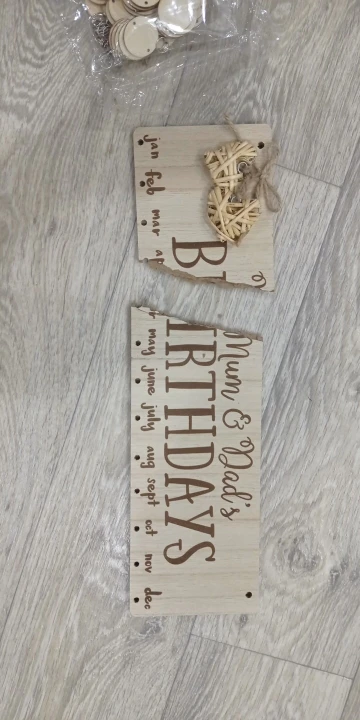 Mum & Dad's
BIRTHDAYS
jan feb mar apr may june july aug sept oct nov dec